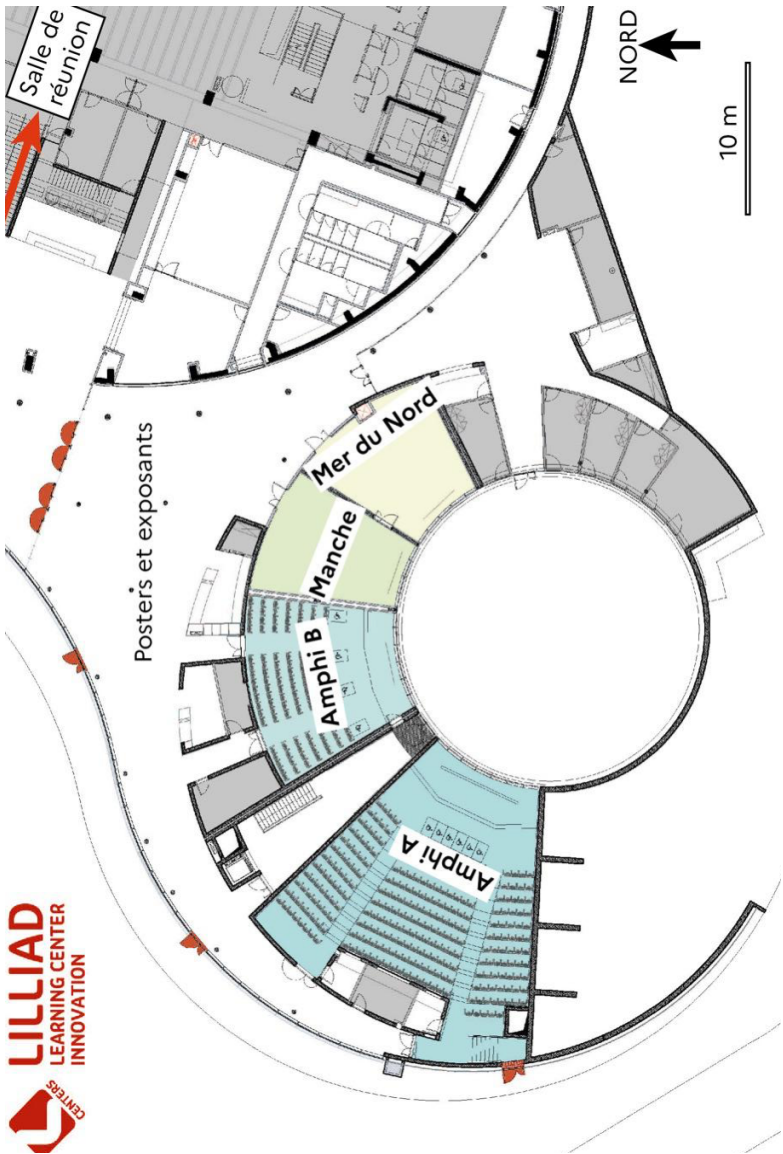 Salle de
réunion
NORD
10 m
Mer du Nord
Posters et exposants
Manche
Amphi B
Amphi A
LILLIAD
LEARNING CENTER
INNOVATION
CENTERS